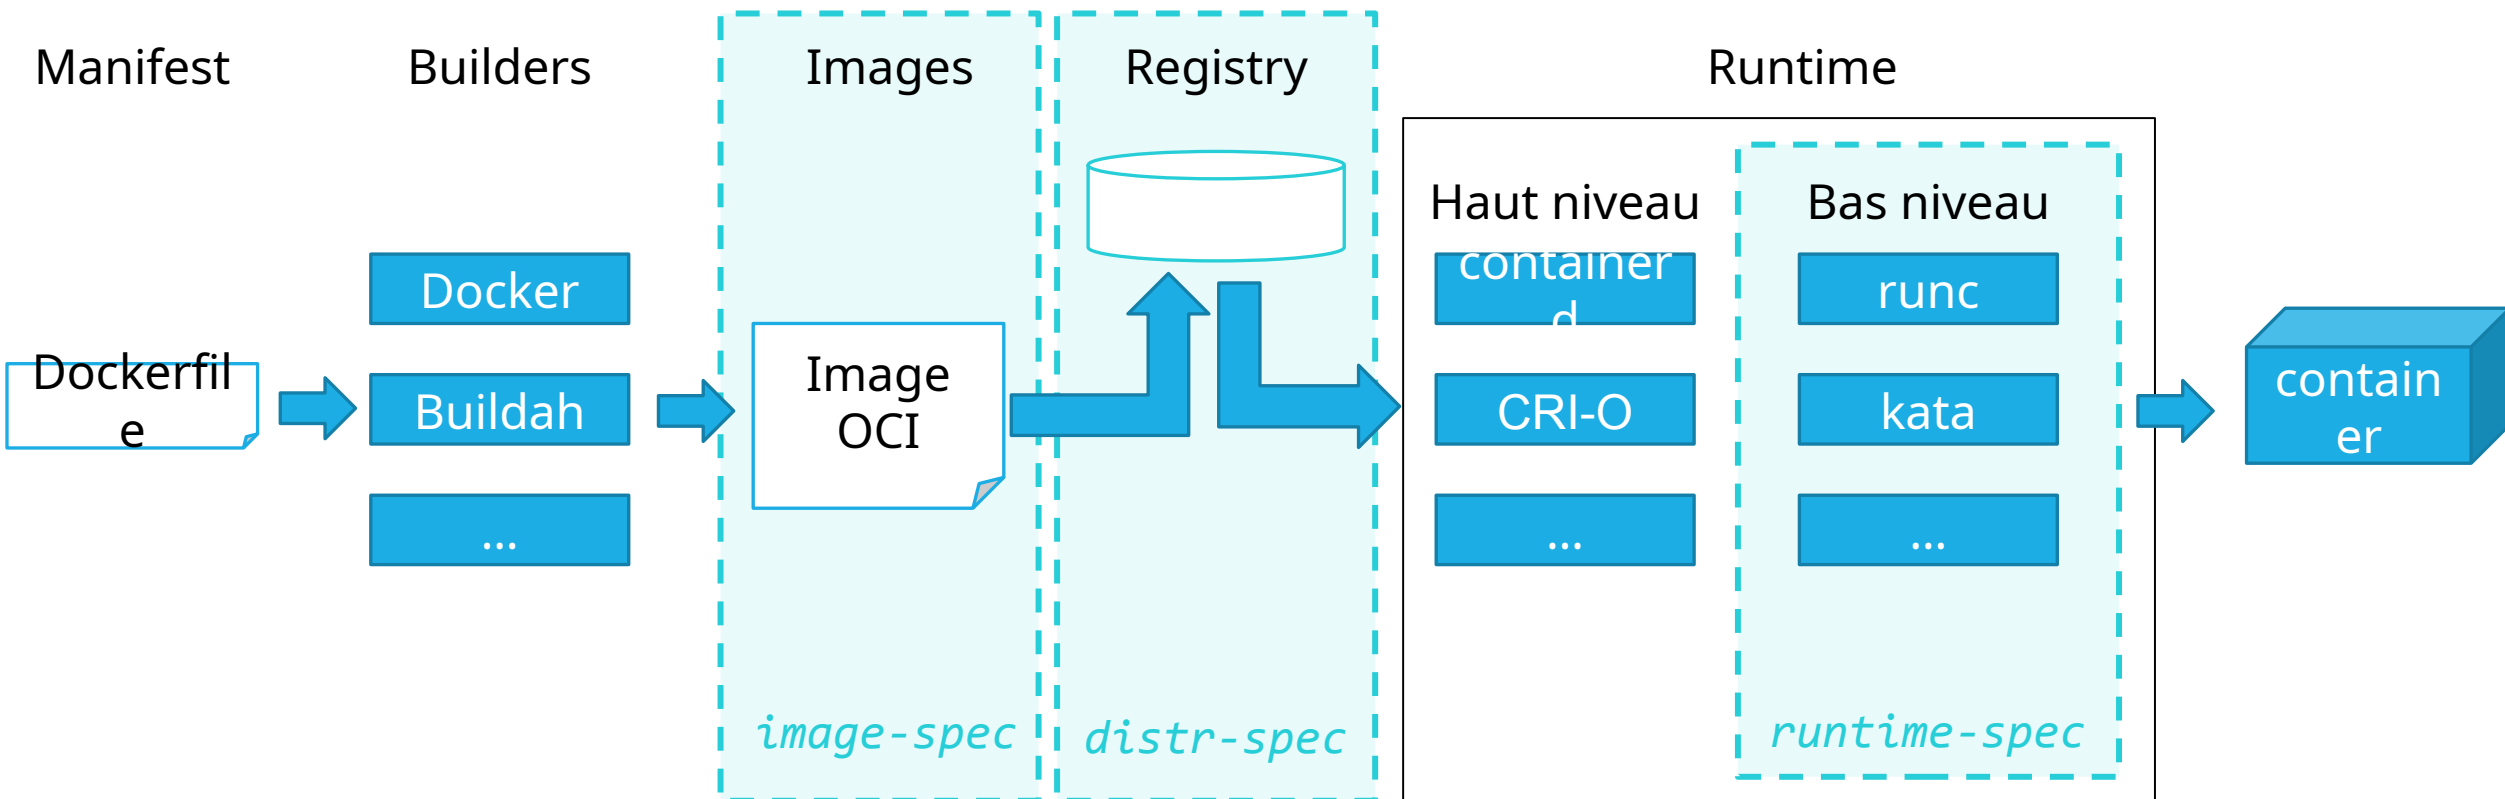 Manifest
Builders
Images
Registry
Runtime
Haut niveau
Bas niveau
Dockerfil
e
Docker
Buildah
...
Image
OCI
container
d
CRI-O
...
runc
kata
...
contain
er
image-spec
distr-spec
runtime-spec